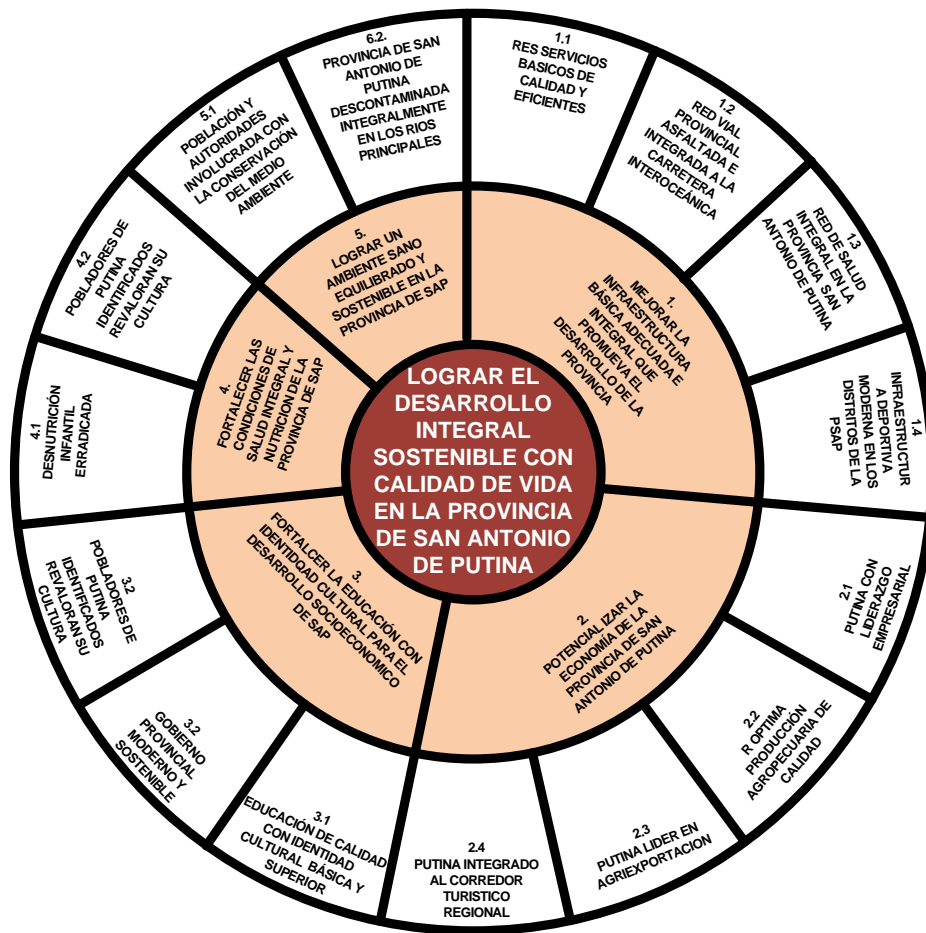 LOGRAR EL
DESARROLLO
INTEGRAL
SOSTENIBLE CON
CALIDAD DE VIDA
EN LA PROVINCIA
DE SAN ANTONIO
DE PUTINA
1.
MEJORAR LA
INFRAESTRUCTURA
BÁSICA ADECUADA E
INTEGRAL QUE
PROMUEVA EL
DESARROLLO DE LA
PROVINCIA
2.
POTENCIALIZAR LA
ECONOMÍA DE LA
PROVINCIA DE SAN
ANTONIO DE PUTINA
3.
FORTALCER LA EDUCACIÓN CON
IDENTIDQAD CULTURAL PARA EL
DESARROLLO SOCIOECONOMICO
DE SAP
4.
FORTALECER LAS
CONDICIONES DE
SALUD INTEGRAL Y
NUTRICION DE LA
PROVINCIA DE SAP
5.
LOGRAR UN
AMBIENTE SANO
EQUILIBRADO Y
SOSTENIBLE EN LA
PROVINCIA DE SAP
1.1
RES SERVICIOS
BASICOS DE
CALIDAD Y
EFICIENTES
1.2
RED VIAL
PROVINCIAL
ASFALTADA E
INTEGRADA A LA
CARRETERA
INTEROCEÁNICA
1.3
RED DE SALUD
INTEGRAL EN LA
PROVINCIA SAN
ANTONIO DE PUTINA
1.4
INFRAESTRUCTUR
A DEPORTIVA
MODERNA EN LOS
DISTRITOS DE LA
PSAP
2.1
PUTINA CON
LIDERAZGO
EMPRESARIAL
2.2
R OPTIMA
PRODUCCIÓN
AGROPECUARIA DE
CALIDAD
2.3
PUTINA LIDER EN
AGRIEXPORTACION
2.4
PUTINA INTEGRADO
AL CORREDOR
TURISTICO
REGIONAL
3.1
EDUCACIÓN DE CALIDAD
CON IDENTIDAD
CULTURAL BÁSICA Y
SUPERIOR
3.2
GOBIERNO
PROVINCIAL
MODERNO Y
SOSTENIBLE
3.2
POBLADORES DE
PUTINA
IDENTIFICADOS
REVALORAN SU
CULTURA
4.1
DESNUTRICIÓN
INFANTIL
ERRADICADA
4.2
POBLADORES DE
PUTINA
IDENTIFICADOS
REVALORAN SU
CULTURA
5.1
POBLACIÓN Y
AUTORIDADES
INVOLUCRADA CON
LA CONSERVACIÓN
DEL MEDIO
AMBIENTE
6.2.
PROVINCIA DE SAN
ANTONIO DE
PUTINA
DESCONTAMINADA
INTEGRALMENTE
EN LOS RIOS
PRINCIPALES